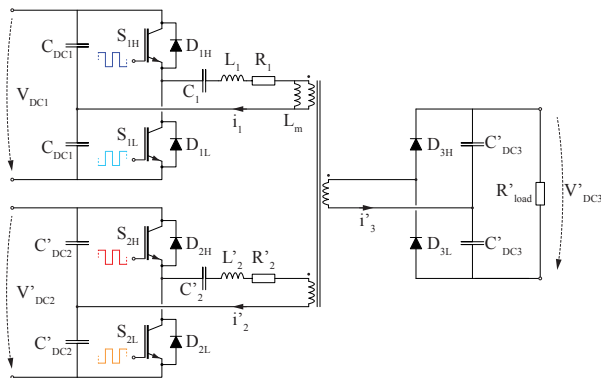 C_DC1
S_1H
D_1H
L_1
R_1
C_1
V_DC1
i_1
L_m
C_DC1
S_1L
D_1L
D_3H
C'_DC3
R'_load
V'_DC3
i'_3
D_3L
C'_DC3
C'_DC2
S_2H
D_2H
L'_2
R'_2
C'_2
V'_DC2
i'_2
C'_DC2
S_2L
D_2L